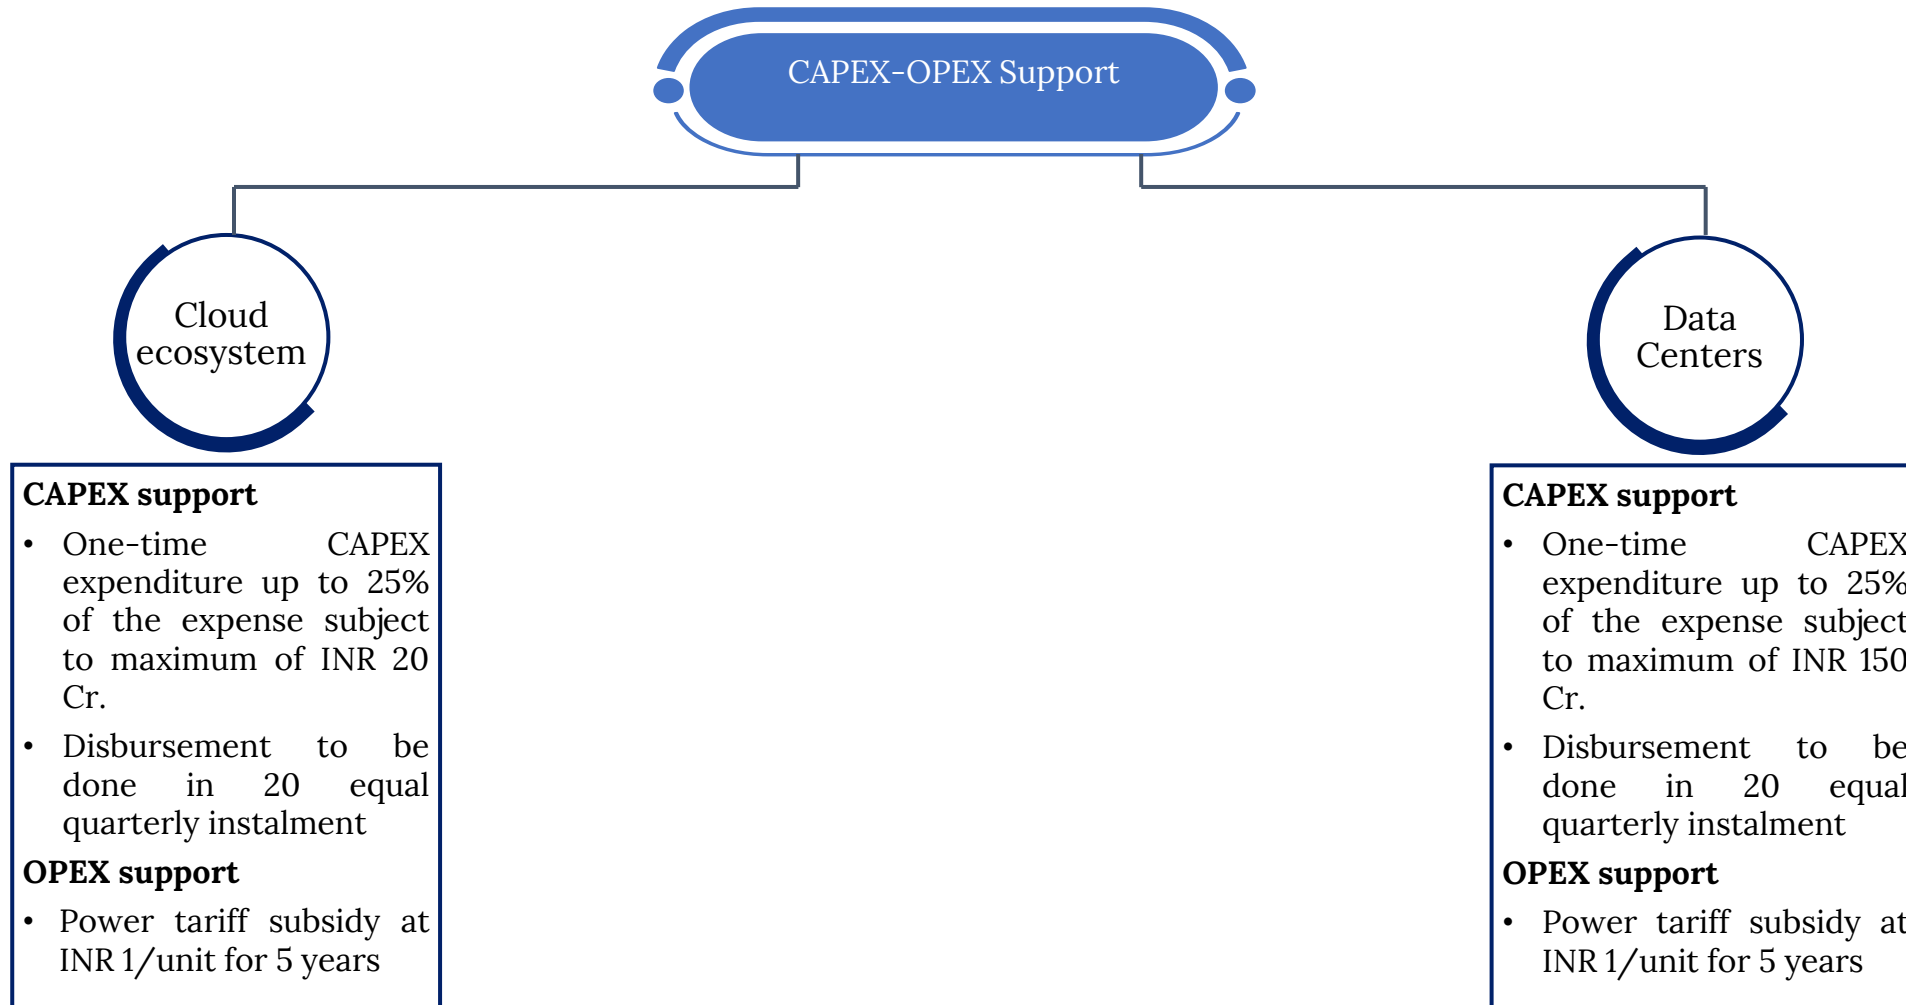 CAPEX-OPEX Support
Cloud
ecosystem
CAPEX support
• One-time CAPEX
expenditure up to 25%
of the expense subject
to maximum of INR 20
Cr.
• Disbursement to be
done in 20 equal
quarterly instalment
OPEX support
• Power tariff subsidy at
INR 1/unit for 5 years
Data
Centers
CAPEX support
• One-time CAPEX
expenditure up to 25%
of the expense subject
to maximum of INR 150
Cr.
• Disbursement to be
done in 20 equal
quarterly instalment
OPEX support
• Power tariff subsidy at
INR 1/unit for 5 years